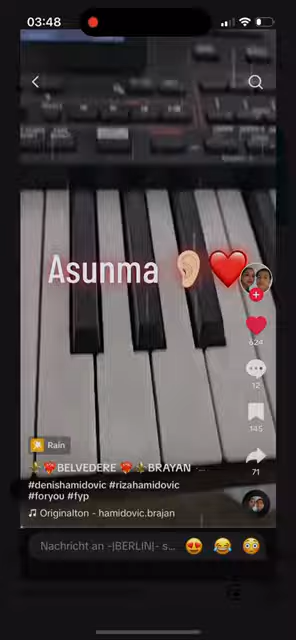 03:48
Asunma 👂🏻❤️
624
12
145
71
Rain
BELVEDERE BRAYAN
#denishamidovic #rizahamidovic
#foryou #fyp
Originalton - hamidovic.brajan
Nachricht an -|BERLIN|- s... 😍 😂 😳